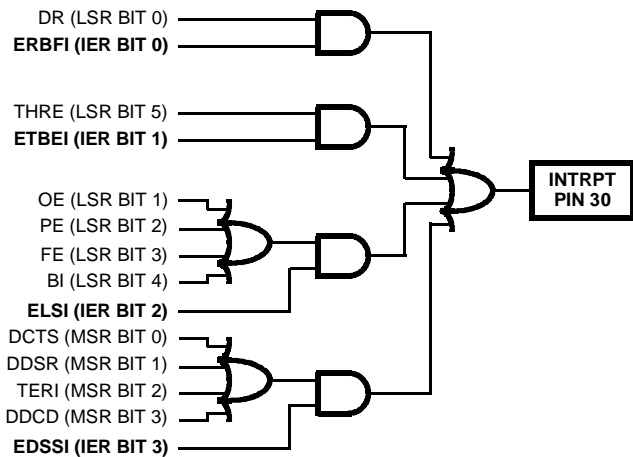 DR (LSR BIT 0)
ERBFI (IER BIT 0)
THRE (LSR BIT 5)
ETBEI (IER BIT 1)
INTRPT
PIN 30
OE (LSR BIT 1)
PE (LSR BIT 2)
FE (LSR BIT 3)
BI (LSR BIT 4)
ELSI (IER BIT 2)
DCTS (MSR BIT 0)
DDSR (MSR BIT 1)
TERI (MSR BIT 2)
DDCD (MSR BIT 3)
EDSSI (IER BIT 3)